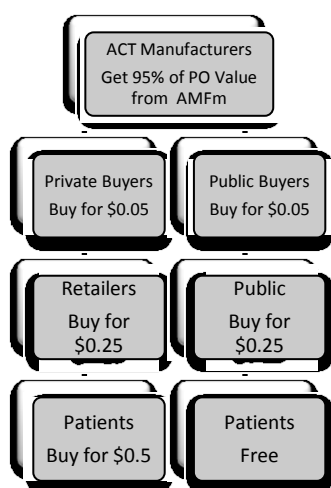 ACT Manufacturers
Get 95% of PO Value
from AMFm
Private Buyers
Buy for $0.05
Public Buyers
Buy for $0.05
Retailers
Buy for
$0.25
Public
Buy for
$0.25
Patients
Buy for $0.5
Patients
Free